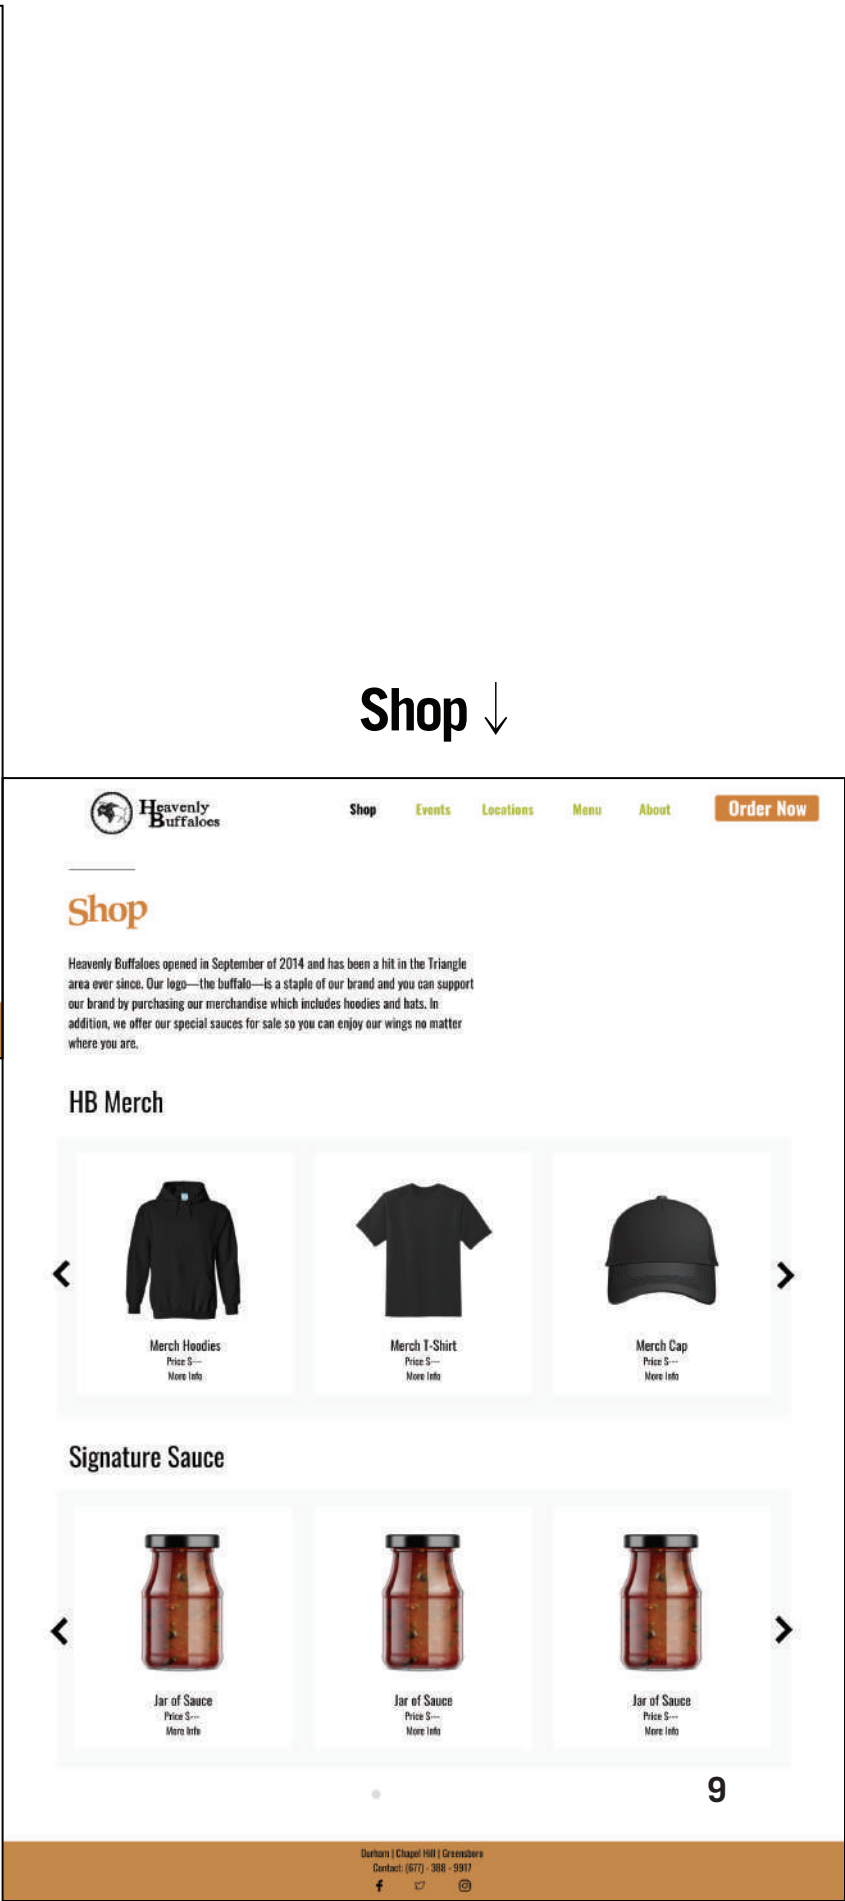 Shop ↓
Heavenly
Buffaloes
Shop Events Locations Menu About Order Now
Shop
Heavenly Buffaloes opened in September of 2014 and has been a hit in the Triangle
area ever since. Our logo—the buffalo—is a staple of our brand and you can support
our brand by purchasing our merchandise which includes hoodies and hats. In
addition, we offer our special sauces for sale so you can enjoy our wings no matter
where you are.
HB Merch
Merch Hoodies Merch T-Shirt Merch Cap
Price $--- Price $--- Price $---
More Info More Info More Info
Signature Sauce
Jar of Sauce Jar of Sauce Jar of Sauce
Price $--- Price $--- Price $---
More Info More Info More Info
9
Durham | Chapel Hill | Greensboro
Contact: (677) - 388 - 9917